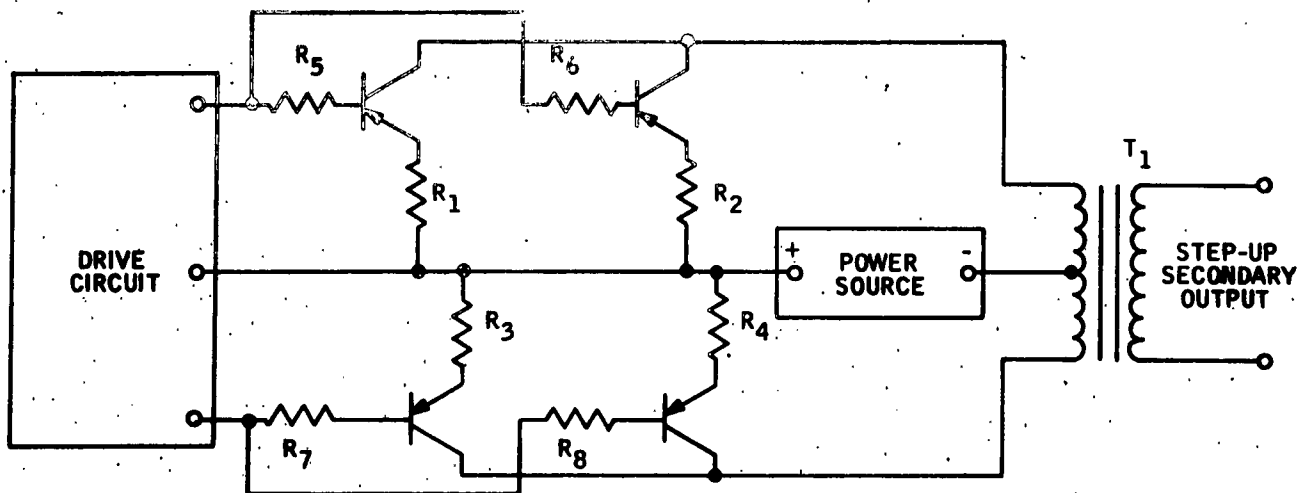 R5
R6
T1
R1
R2
DRIVE
CIRCUIT
+
POWER
SOURCE
-
STEP-UP
SECONDARY
OUTPUT
R3
R4
R7
R8